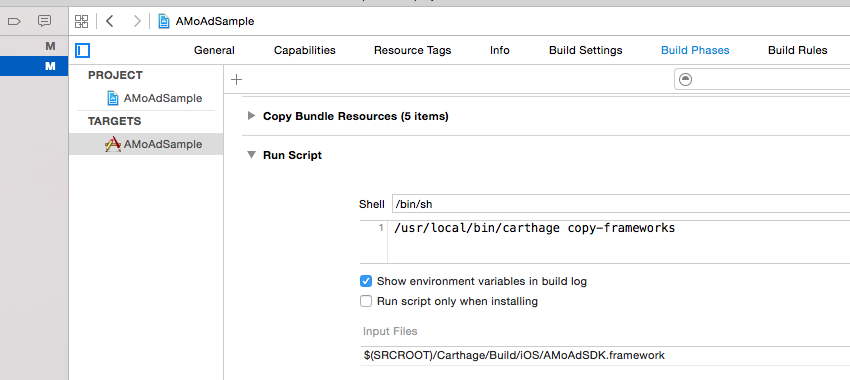 AMoAdSample
M
M
General Capabilities Resource Tags Info Build Settings Build Phases Build Rules
PROJECT
AMoAdSample
TARGETS
AMoAdSample
Copy Bundle Resources (5 items)
Run Script
Shell /bin/sh
1 /usr/local/bin/carthage copy-frameworks
Show environment variables in build log
Run script only when installing
Input Files
$(SRCROOT)/Carthage/Build/iOS/AMoAdSDK.framework